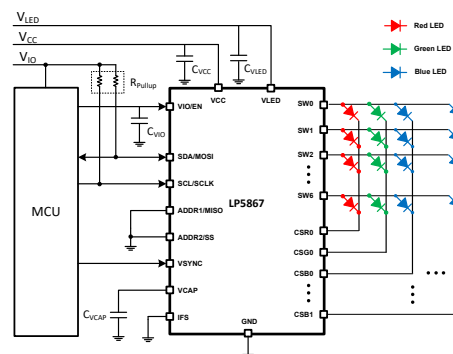 VLED
VCC
VIO
CVCC
CVLED
RPullup
CVIO
VCC
VLED
VIO/EN
SDA/MOSI
SCL/SCLK
ADDR1/MISO
ADDR2/SS
VSYNC
VCAP
IFS
GND
MCU
LP5867
CVCAP
SW0
SW1
SW2
SW6
CSR0
CSG0
CSB0
CSB1
Red LED
Green LED
Blue LED